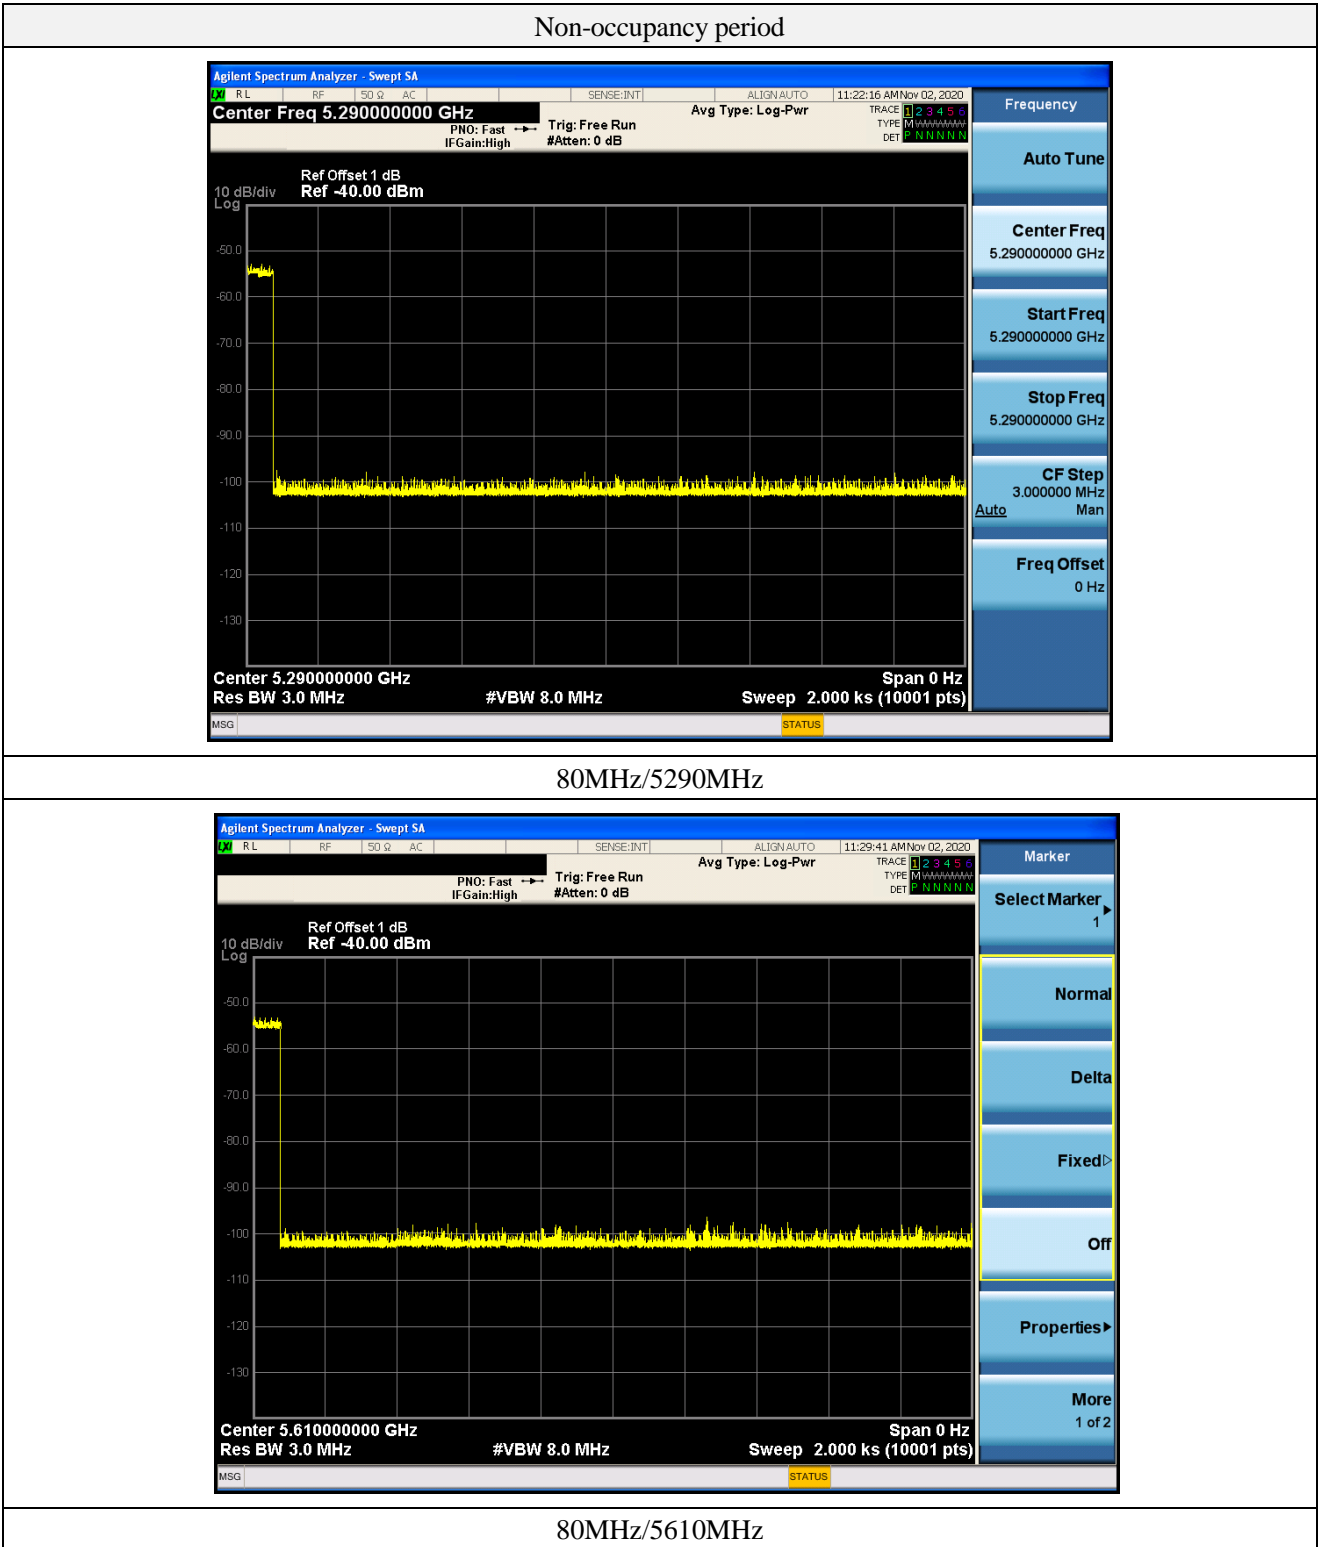 Non-occupancy period
Agilent Spectrum Analyzer - Swept SA
LXI RL RF 50 Ω AC SENSE:INT ALIGN AUTO 11:22:16 AM Nov 02, 2020
Center Freq 5.290000000 GHz
PNO: Fast
IFGain:High
Trig: Free Run
#Atten: 0 dB
Avg Type: Log-Pwr
TRACE 1 2 3 4 5 6
TYPE M WWWWW
DET P N N N N N
Ref Offset 1 dB
10 dB/div Ref -40.00 dBm
Log
-50.0
-60.0
-70.0
-80.0
-90.0
-100
-110
-120
-130
Center 5.290000000 GHz Span 0 Hz
Res BW 3.0 MHz #VBW 8.0 MHz Sweep 2.000 ks (10001 pts)
MSG STATUS
Frequency
Auto Tune
Center Freq
5.290000000 GHz
Start Freq
5.290000000 GHz
Stop Freq
5.290000000 GHz
CF Step
3.000000 MHz
Auto Man
Freq Offset
0 Hz
80MHz/5290MHz
Agilent Spectrum Analyzer - Swept SA
LXI RL RF 50 Ω AC SENSE:INT ALIGN AUTO 11:29:41 AM Nov 02, 2020
PNO: Fast
IFGain:High
Trig: Free Run
#Atten: 0 dB
Avg Type: Log-Pwr
TRACE 1 2 3 4 5 6
TYPE M WWWWW
DET P N N N N N
Ref Offset 1 dB
10 dB/div Ref -40.00 dBm
Log
-50.0
-60.0
-70.0
-80.0
-90.0
-100
-110
-120
-130
Center 5.610000000 GHz Span 0 Hz
Res BW 3.0 MHz #VBW 8.0 MHz Sweep 2.000 ks (10001 pts)
MSG STATUS
Marker
Select Marker
1
Normal
Delta
Fixed
Off
Properties
More
1 of 2
80MHz/5610MHz